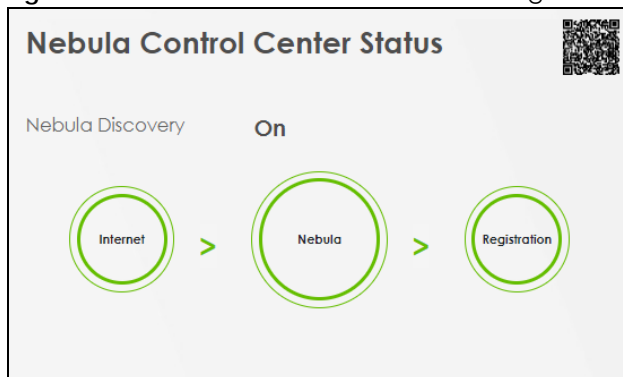 Nebula Control Center Status
Nebula Discovery On
Internet > Nebula > Registration